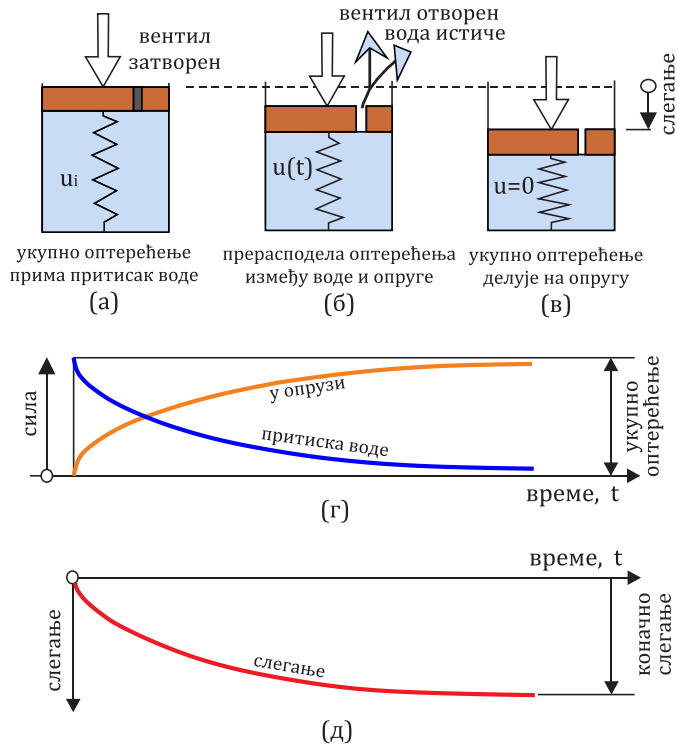 вентил
затворен
вентил отворен
вода истиче
слегање
ui
u(t)
u=0
укупно оптерећење
прима притисак воде
(а)
прерасподела оптерећења
између воде и опруге
(б)
укупно оптерећење
делује на опругу
(в)
сила
у опрузи
притиска воде
укупно
оптерећење
време, t
(г)
време, t
слегање
слегање
коначно
слегање
(д)